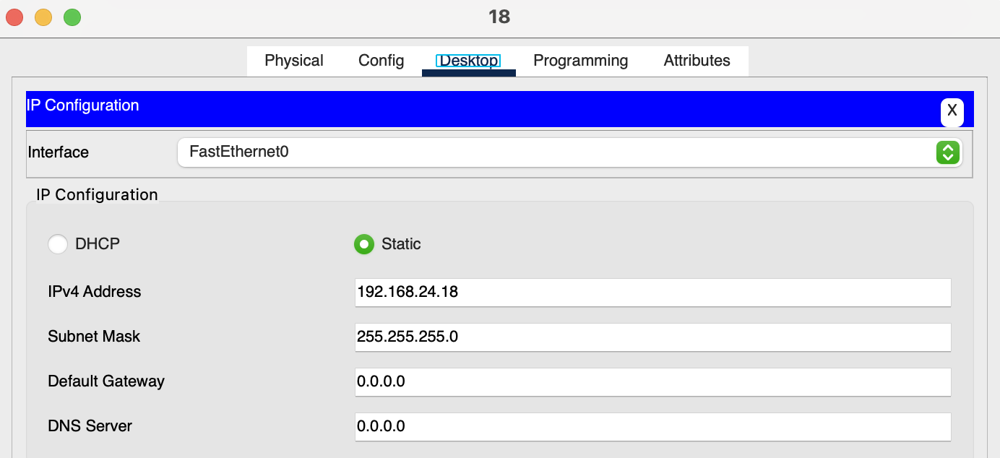 18
Physical Config Desktop Programming Attributes
IP Configuration X
Interface FastEthernet0
IP Configuration
DHCP Static
IPv4 Address 192.168.24.18
Subnet Mask 255.255.255.0
Default Gateway 0.0.0.0
DNS Server 0.0.0.0